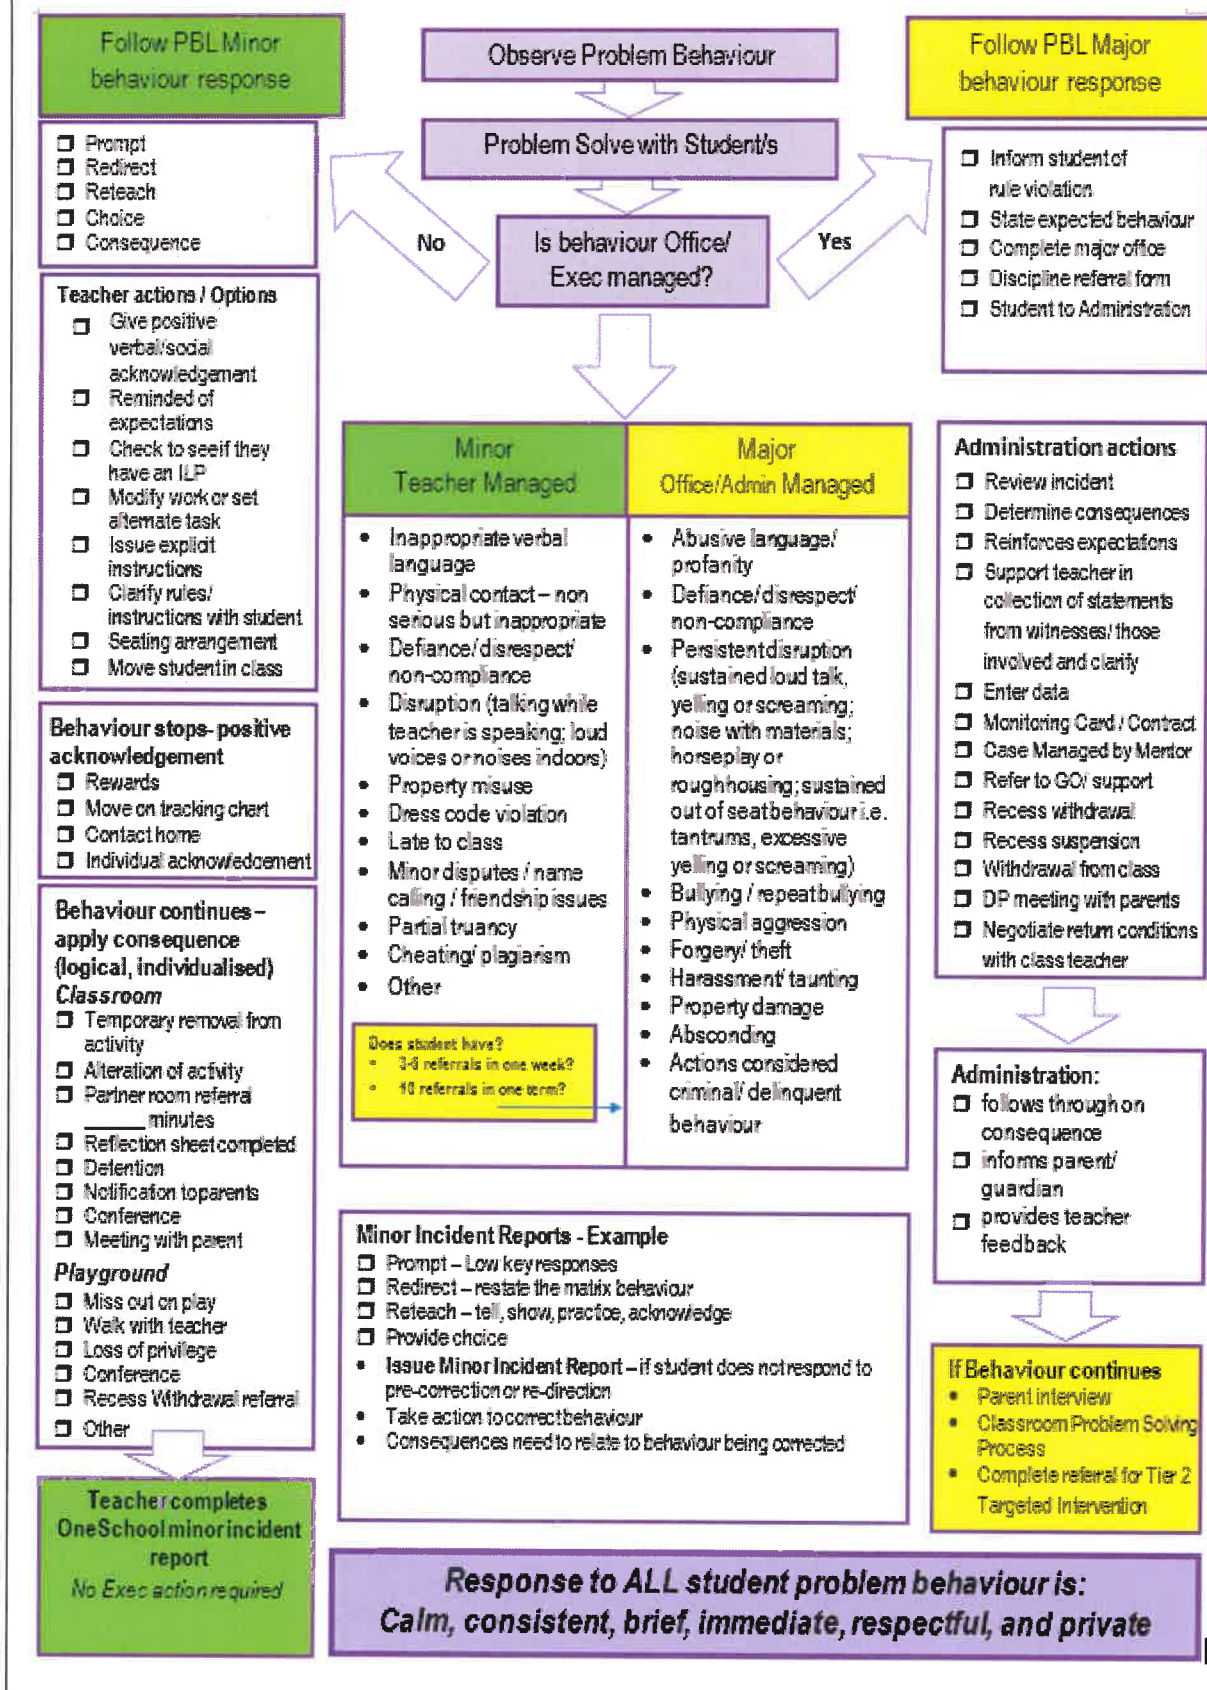 Follow PBL Minor
behaviour response
Prompt
Redirect
Reteach
Choice
Consequence
Teacher actions / Options
Give positive
verbal/social
acknowledgement
Reminded of
expectations
Check to seeif they
have an ILP
Modify work or set
alternate task
Issue explicit
instructions
Clarify rules/
instructions with student
Seating arrangement
Move student in class
Behaviour stops- positive
acknowledgement
Rewards
Move on tracking chart
Contact home
Individual acknowledgement
Behaviour continues –
apply consequence
(logical, individualised)
Classroom
Temporary removal from
activity
Alteration of activity
Partner room referral
______ minutes
Reflection sheet completed
Detention
Notification to parents
Conference
Meeting with parent
Playground
Miss out on play
Walk with teacher
Loss of privilege
Conference
Recess Withdrawal referral
Other
Teacher completes
OneSchool minor incident
report
No Exec action required
Observe Problem Behaviour
Problem Solve with Student/s
Is behaviour Office/
Exec managed?
No
Yes
Minor
Teacher Managed
Inappropriate verbal
language
Physical contact – non
serious but inappropriate
Defiance/disrespect/
non-compliance
Disruption (talking while
teacher is speaking; loud
voices or noises indoors)
Property misuse
Dress code violation
Late to class
Minor disputes / name
calling / friendship issues
Partial truancy
Cheating/ plagiarism
Other
Does student have?
3-5 referrals in one week?
10 referrals in one term?
Major
Office/Admin Managed
Abusive language/
profanity
Defiance/disrespect/
non-compliance
Persistent disruption
(sustained loud talk,
yelling or screaming;
noise with materials;
horseplay or
roughhousing; sustained
out of seat behaviour i.e.
tantrums, excessive
yelling or screaming)
Bullying / repeat bullying
Physical aggression
Forgery/ theft
Harassment/ taunting
Property damage
Absconding
Actions considered
criminal/ delinquent
behaviour
Minor Incident Reports - Example
Prompt – Low key responses
Redirect – restate the matrix behaviour
Reteach – tell, show, practice, acknowledge
Provide choice
Issue Minor Incident Report – if student does not respond to
pre-correction or re-direction
Take action to correct behaviour
Consequences need to relate to behaviour being corrected
Follow PBL Major
behaviour response
Inform student of
rule violation
State expected behaviour
Complete major office
Discipline referral form
Student to Administration
Administration actions
Review incident
Determine consequences
Reinforces expectations
Support teacher in
collection of statements
from witnesses/ those
involved and clarify
Enter data
Monitoring Card / Contract
Case Managed by Mentor
Refer to GO/ support
Recess withdrawal
Recess suspension
Withdrawal from class
DP meeting with parents
Negotiate return conditions
with class teacher
Administration:
follows through on
consequence
informs parent/
guardian
provides teacher
feedback
If Behaviour continues
Parent interview
Classroom Problem Solving
Process
Complete referral for Tier 2
Targeted Intervention
Response to ALL student problem behaviour is:
Calm, consistent, brief, immediate, respectful, and private